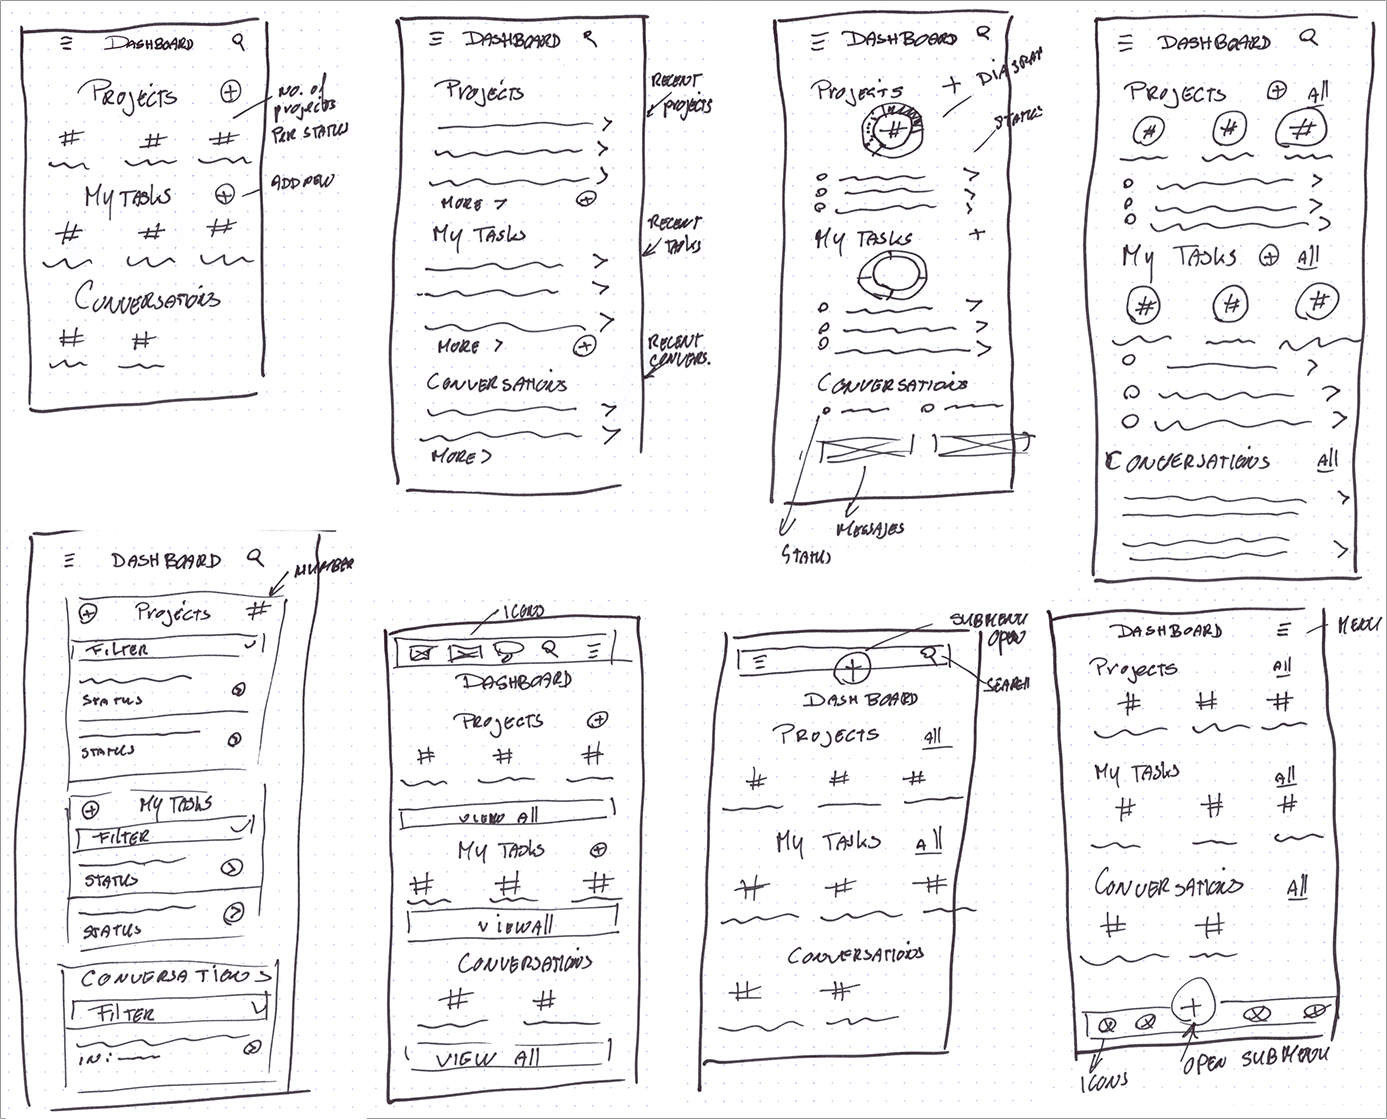 DASHBOARD
Projects
No. of
projects
PER STATUS
# # #
My TASKS
ADD NEW
# # #
CONVERSATIONS
# #
DASHBOARD
Projects
RECENT
projects
MORE >
My TASKS
RECENT
TASKS
MORE >
RECENT
CONVERS.
CONVERSATIONS
MORE >
DASHBOARD
Projects +
#
STATUS
My TASKS +
CONVERSATIONS
MESSAJES
STATUS
DASHBOARD
PROJECTS + All
# # #
My TASKS + All
# # #
CONVERSATIONS All
DASHBOARD
NUMBER
+ Projects #
FILTER
STATUS
STATUS
+ My TASKS
FILTER
STATUS
STATUS
CONVERSATIONS
FILTER
IN:
ICONS
DASHBOARD
PROJECTS +
# # #
VIEW All
My TASKS +
# # #
VIEW All
CONVERSATIONS
# #
VIEW All
SUBMENU
OPEN
+
SEARCH
DASHBOARD
PROJECTS All
# # #
My TASKS All
# # #
CONVERSATIONS
# #
DASHBOARD
MENU
Projects All
# # #
My TASKS All
# # #
CONVERSATIONS All
# #
+
ICONS
OPEN SUBMENU